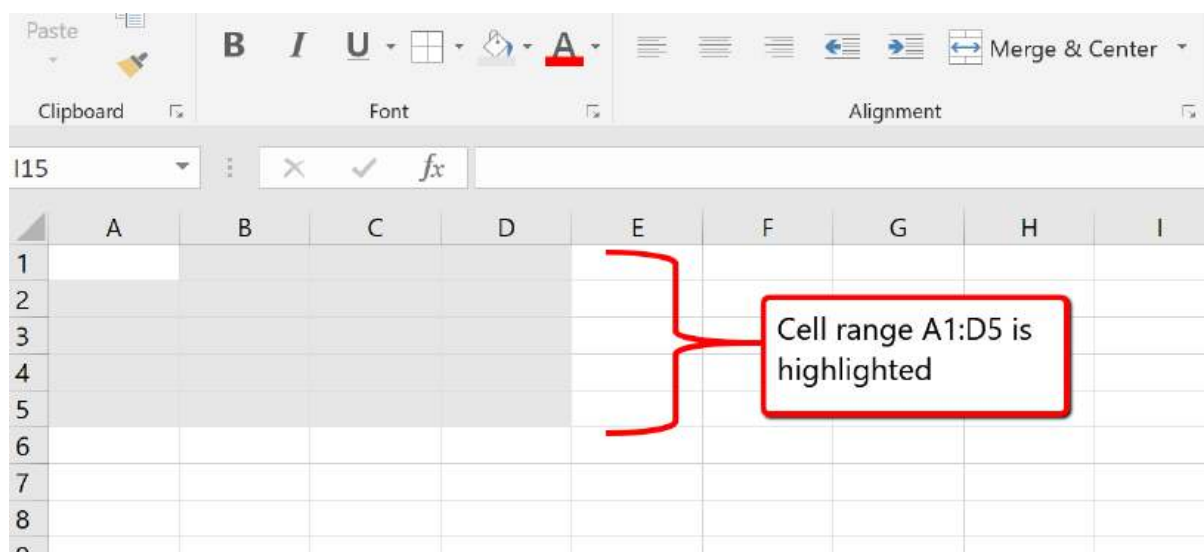 Paste
B I U A Merge & Center
Clipboard Font Alignment
I15 fx
A B C D E F G H I
1
2
3 Cell range A1:D5 is
4 highlighted
5
6
7
8